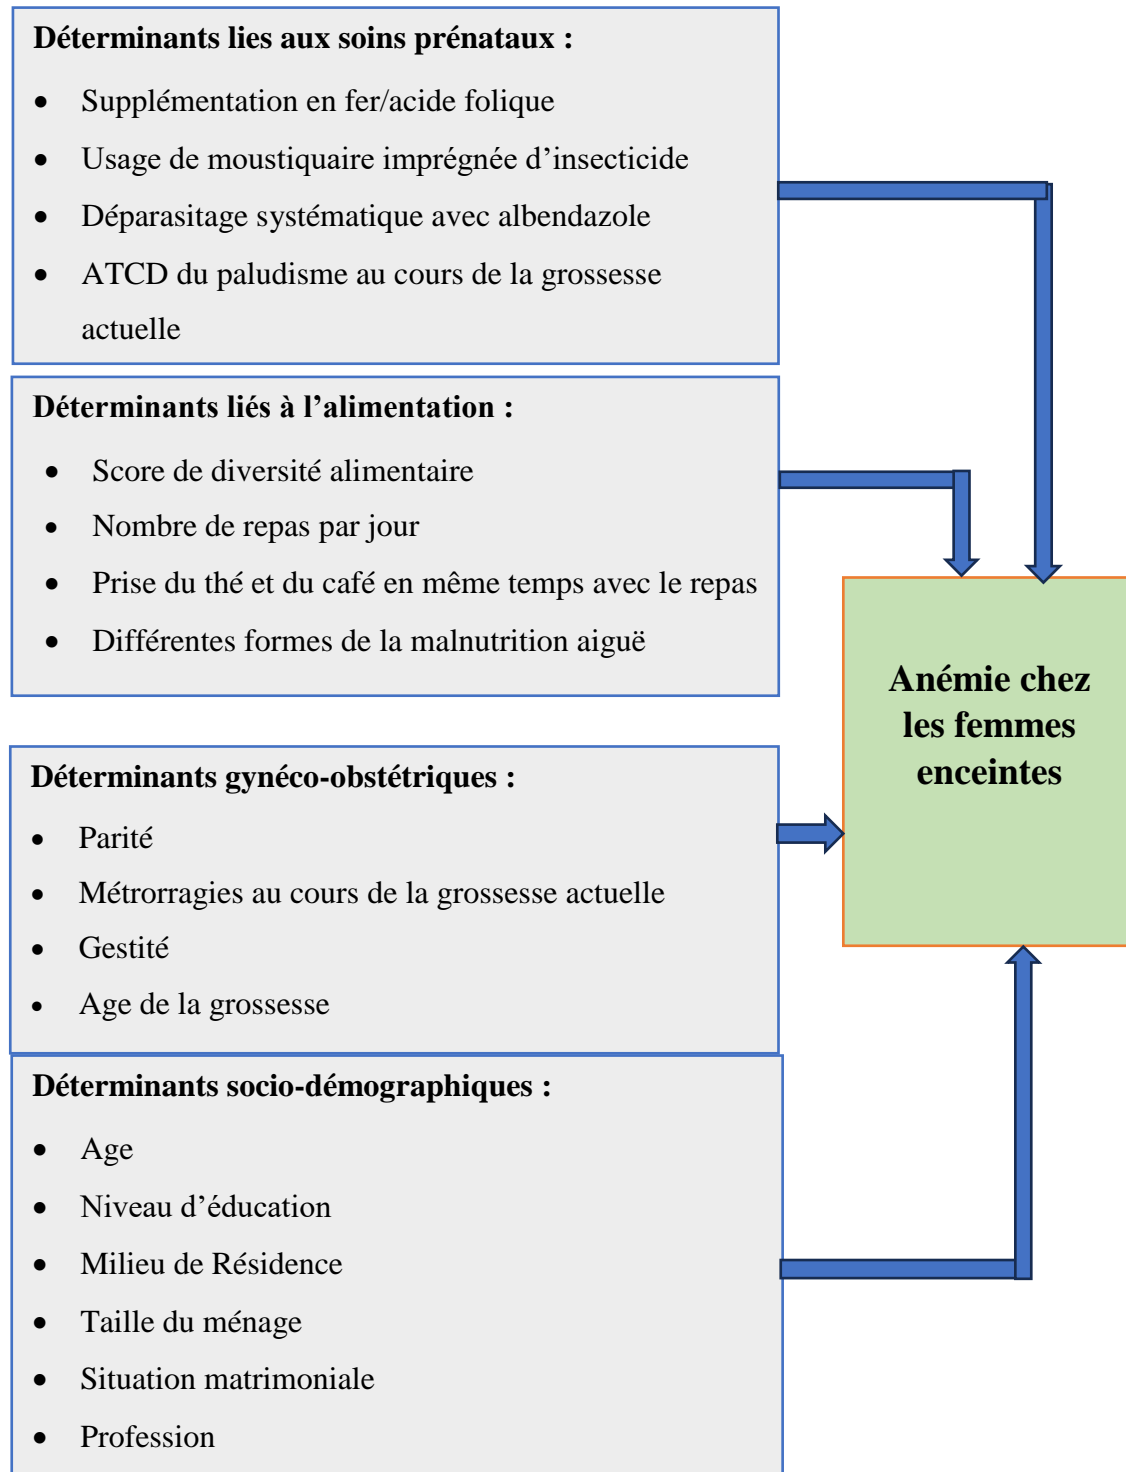 Déterminants lies aux soins prénataux :
• Supplémentation en fer/acide folique
• Usage de moustiquaire imprégnée d’insecticide
• Déparasitage systématique avec albendazole
• ATCD du paludisme au cours de la grossesse
actuelle
Déterminants liés à l’alimentation :
• Score de diversité alimentaire
• Nombre de repas par jour
• Prise du thé et du café en même temps avec le repas
• Différentes formes de la malnutrition aiguë
Anémie chez
les femmes
enceintes
Déterminants gynéco-obstétriques :
• Parité
• Métrorragies au cours de la grossesse actuelle
• Gestité
• Age de la grossesse
Déterminants socio-démographiques :
• Age
• Niveau d’éducation
• Milieu de Résidence
• Taille du ménage
• Situation matrimoniale
• Profession